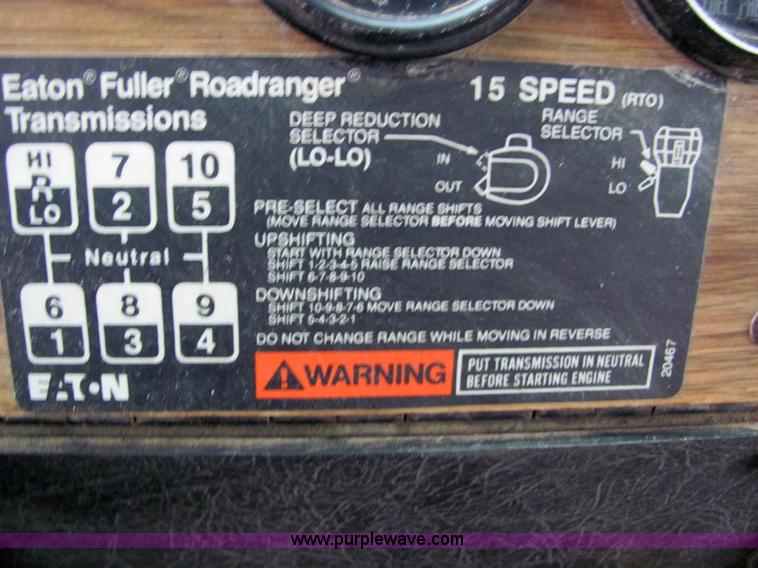 Eaton® Fuller® Roadranger®
Transmissions
15 SPEED (RTO)
DEEP REDUCTION
SELECTOR
(LO-LO)
IN
OUT
RANGE
SELECTOR
HI
LO
HI
R
LO
7
2
10
5
Neutral
6
1
8
3
9
4
PRE-SELECT ALL RANGE SHIFTS
(MOVE RANGE SELECTOR BEFORE MOVING SHIFT LEVER)
UPSHIFTING
START WITH RANGE SELECTOR DOWN
SHIFT 1-2-3-4-5 RAISE RANGE SELECTOR
SHIFT 6-7-8-9-10
DOWNSHIFTING
SHIFT 10-9-8-7-6 MOVE RANGE SELECTOR DOWN
SHIFT 5-4-3-2-1
DO NOT CHANGE RANGE WHILE MOVING IN REVERSE
WARNING
PUT TRANSMISSION IN NEUTRAL
BEFORE STARTING ENGINE
20467
EATON
www.purplewave.com